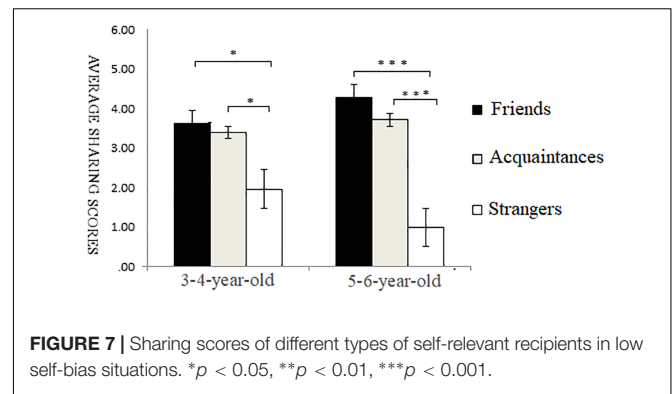 6.00
5.00
4.00
3.00
2.00
1.00
.00
AVERAGE SHARING SCORES
*
*
***
***
Friends
Acquaintances
Strangers
3-4-year-old
5-6-year-old
FIGURE 7 | Sharing scores of different types of self-relevant recipients in low
self-bias situations. *p < 0.05, **p < 0.01, ***p < 0.001.